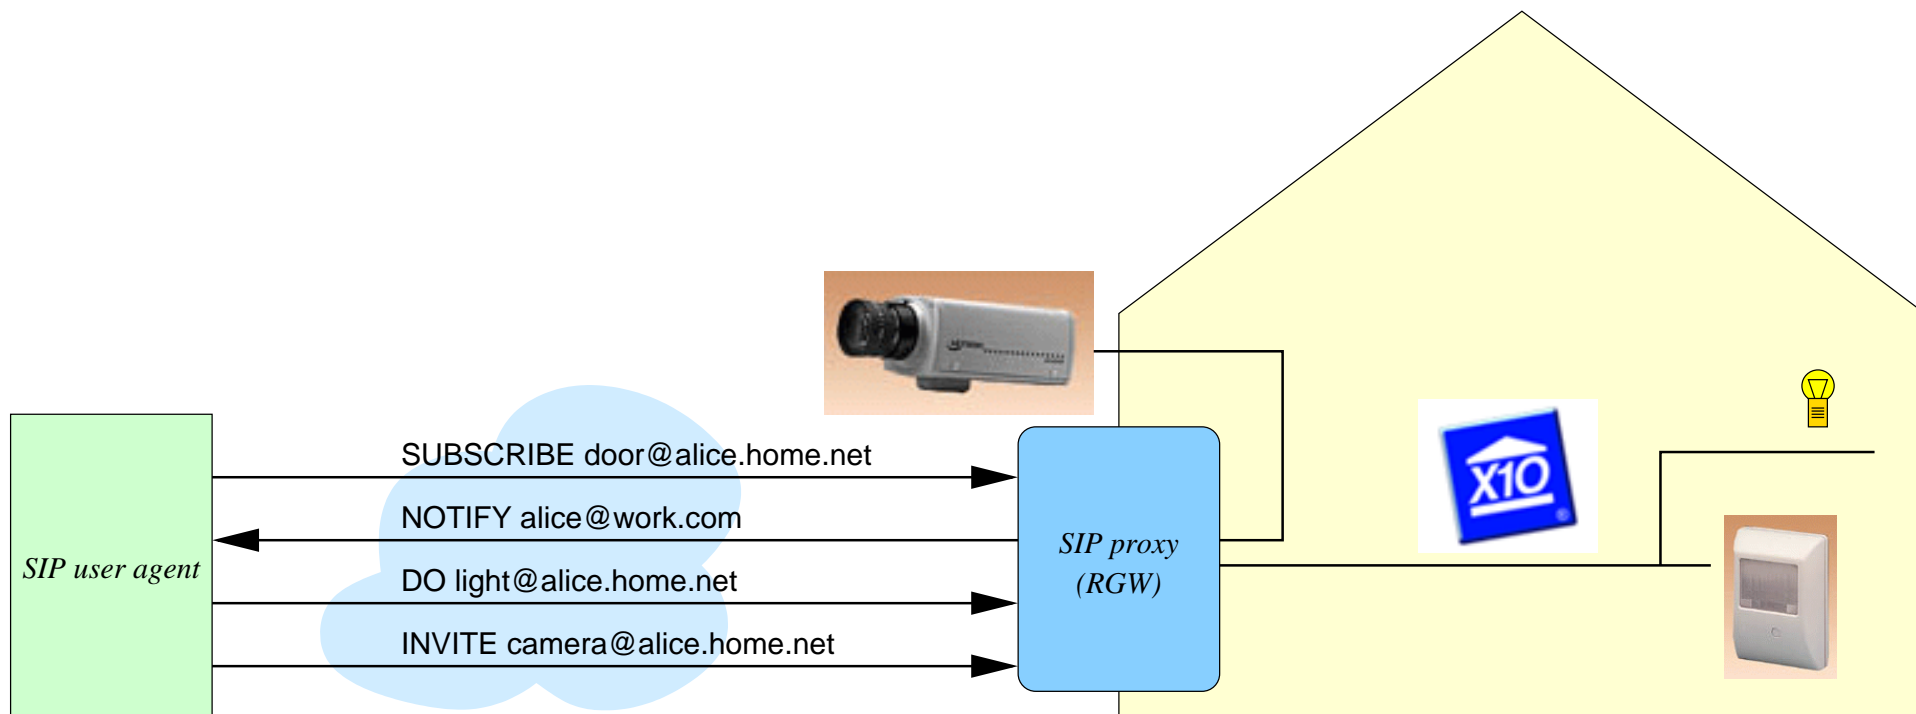 SUBSCRIBE door@alice.home.net
NOTIFY alice@work.com
DO light@alice.home.net
INVITE camera@alice.home.net
SIP user agent
SIP proxy
(RGW)
X10
®